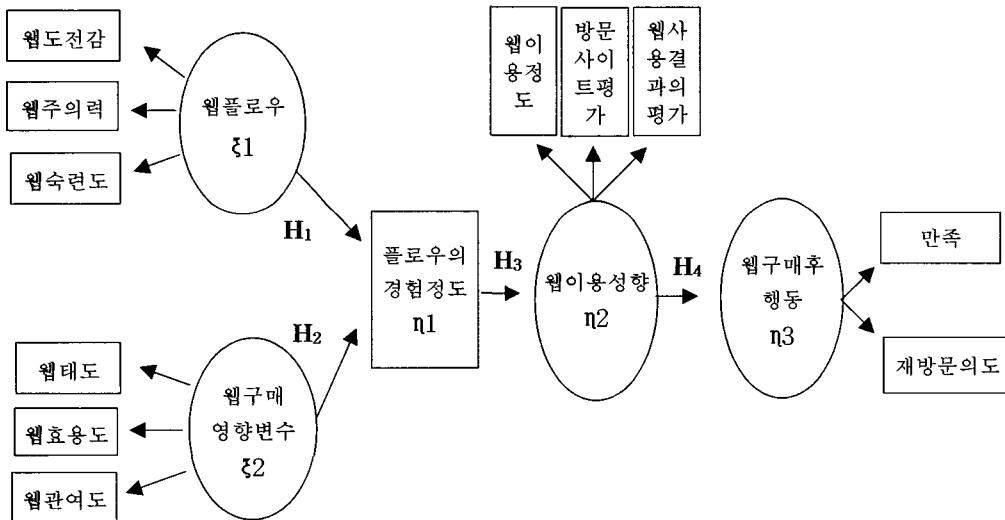 웹도전감
웹주의력
웹숙련도
웹플로우
ξ1
H₁
웹이
용정
도
방문
사이
트평
가
웹사
용결
과의
평가
플로우의
경험정도
η1
H₃
웹이용성향
η2
H₄
웹구매후
행동
η3
만족
재방문의도
H₂
웹태도
웹효용도
웹관여도
웹구매
영향변수
ξ2